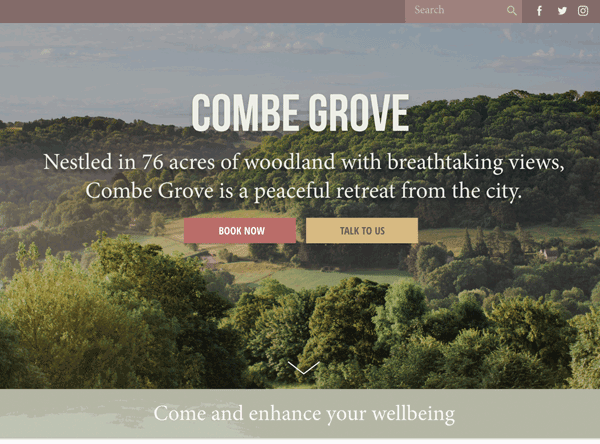 Search
COMBE GROVE
Nestled in 76 acres of woodland with breathtaking views,
Combe Grove is a peaceful retreat from the city.
BOOK NOW
TALK TO US
Come and enhance your wellbeing